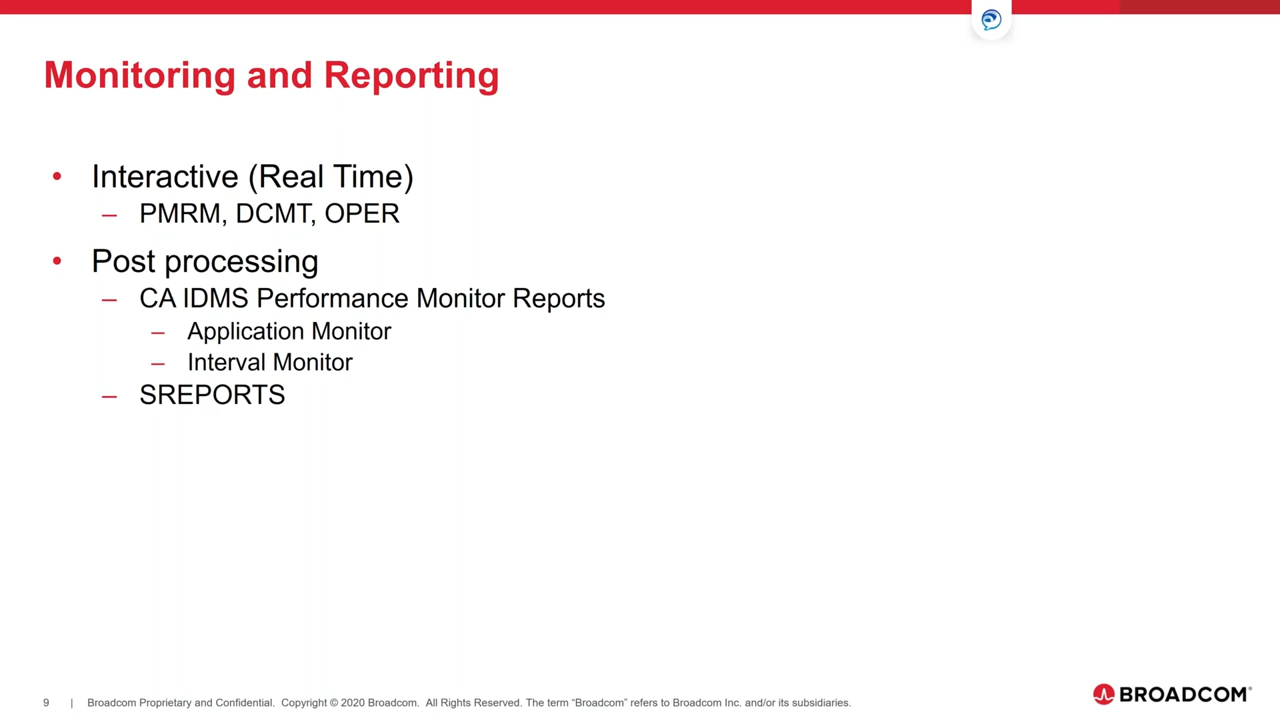 Monitoring and Reporting
• Interactive (Real Time)
– PMRM, DCMT, OPER
• Post processing
– CA IDMS Performance Monitor Reports
– Application Monitor
– Interval Monitor
– SREPORTS
9 | Broadcom Proprietary and Confidential. Copyright © 2020 Broadcom. All Rights Reserved. The term “Broadcom” refers to Broadcom Inc. and/or its subsidiaries.
BROADCOM®